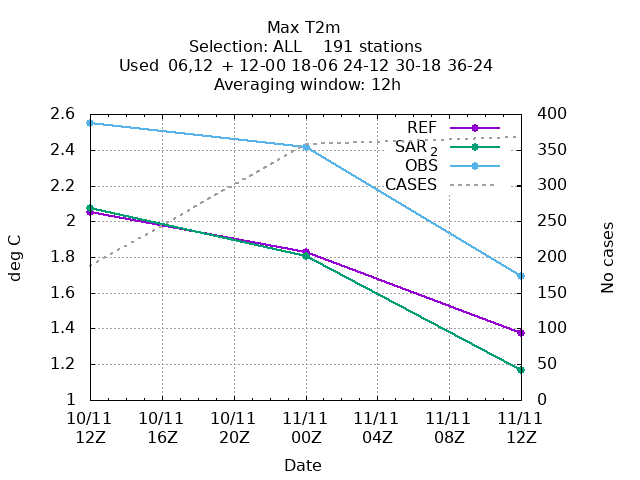 Max T2m
Selection: ALL    191 stations
Used  06,12  + 12-00 18-06 24-12 30-18 36-24
Averaging window: 12h
2.6
2.4
2.2
2
1.8
1.6
1.4
1.2
1
deg C
400
350
300
250
200
150
100
50
0
No cases
REF
SAR 2
OBS
CASES
10/11 10/11 10/11 11/11 11/11 11/11 11/11
12Z 16Z 20Z 00Z 04Z 08Z 12Z
Date